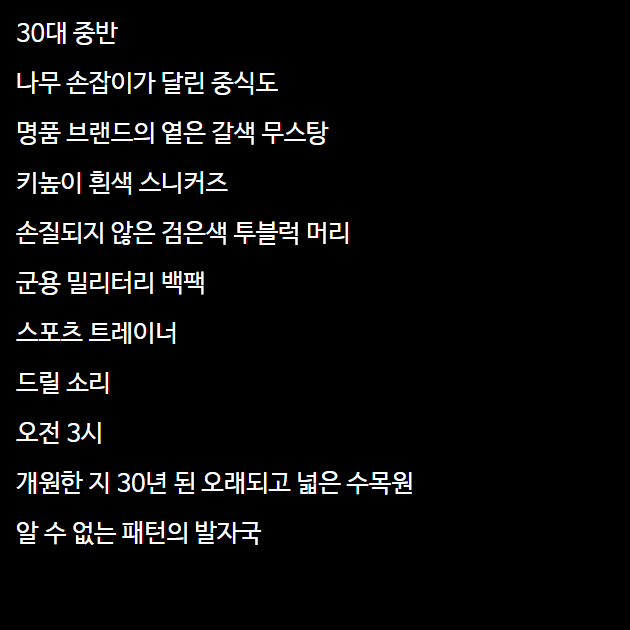 30대 중반
나무 손잡이가 달린 중식도
명품 브랜드의 옅은 갈색 무스탕
키높이 흰색 스니커즈
손질되지 않은 검은색 투블럭 머리
군용 밀리터리 백팩
스포츠 트레이너
드릴 소리
오전 3시
개원한 지 30년 된 오래되고 넓은 수목원
알 수 없는 패턴의 발자국